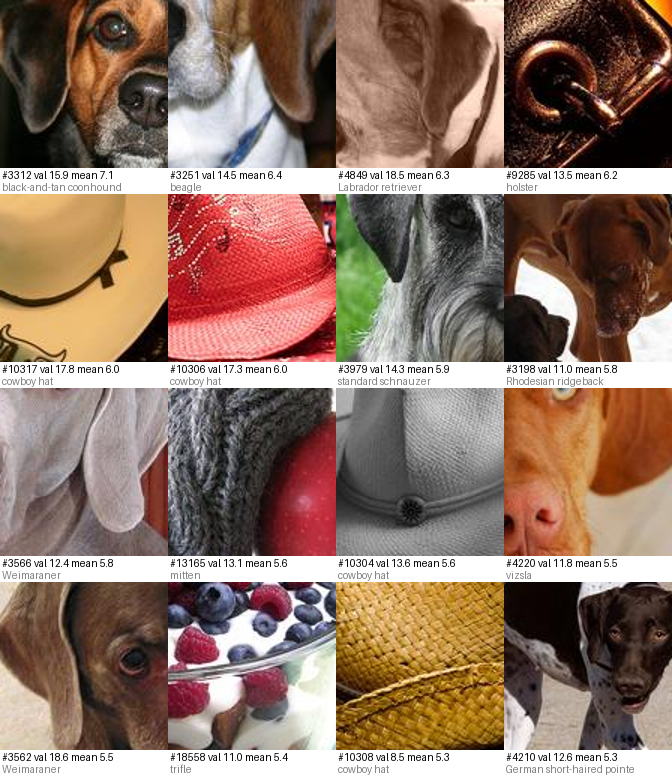 #3312 val 15.9 mean 7.1
black-and-tan coonhound
#3251 val 14.5 mean 6.4
beagle
#4849 val 18.5 mean 6.3
Labrador retriever
#9285 val 13.5 mean 6.2
holster
#10317 val 17.8 mean 6.0
cowboy hat
#10306 val 17.3 mean 6.0
cowboy hat
#3979 val 14.3 mean 5.9
standard schnauzer
#3198 val 11.0 mean 5.8
Rhodesian ridgeback
#3566 val 12.4 mean 5.8
Weimaraner
#13165 val 13.1 mean 5.6
mitten
#10304 val 13.6 mean 5.6
cowboy hat
#4220 val 11.8 mean 5.5
vizsla
#3562 val 18.6 mean 5.5
Weimaraner
#18558 val 11.0 mean 5.4
trifle
#10308 val 8.5 mean 5.3
cowboy hat
#4210 val 12.6 mean 5.3
German short-haired pointe